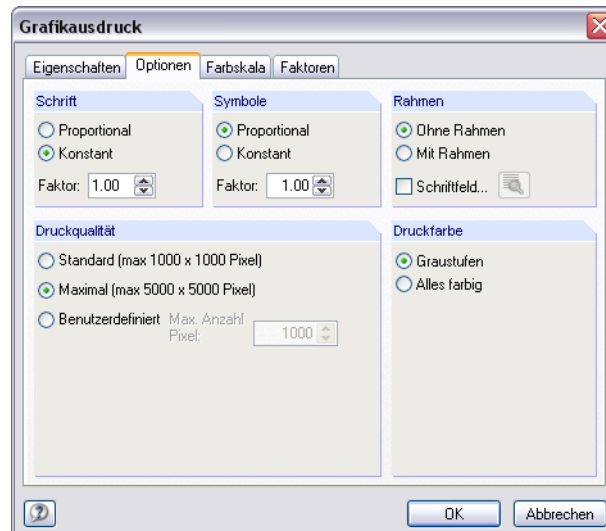 Grafikausdruck
Eigenschaften Optionen Farbskala Faktoren
Schrift
Proportional
Konstant
Faktor: 1.00
Symbole
Proportional
Konstant
Faktor: 1.00
Rahmen
Ohne Rahmen
Mit Rahmen
Schriftfeld...
Druckqualität
Standard (max 1000 x 1000 Pixel)
Maximal (max 5000 x 5000 Pixel)
Benutzerdefiniert Max. Anzahl
Pixel: 1000
Druckfarbe
Graustufen
Alles farbig
OK Abbrechen